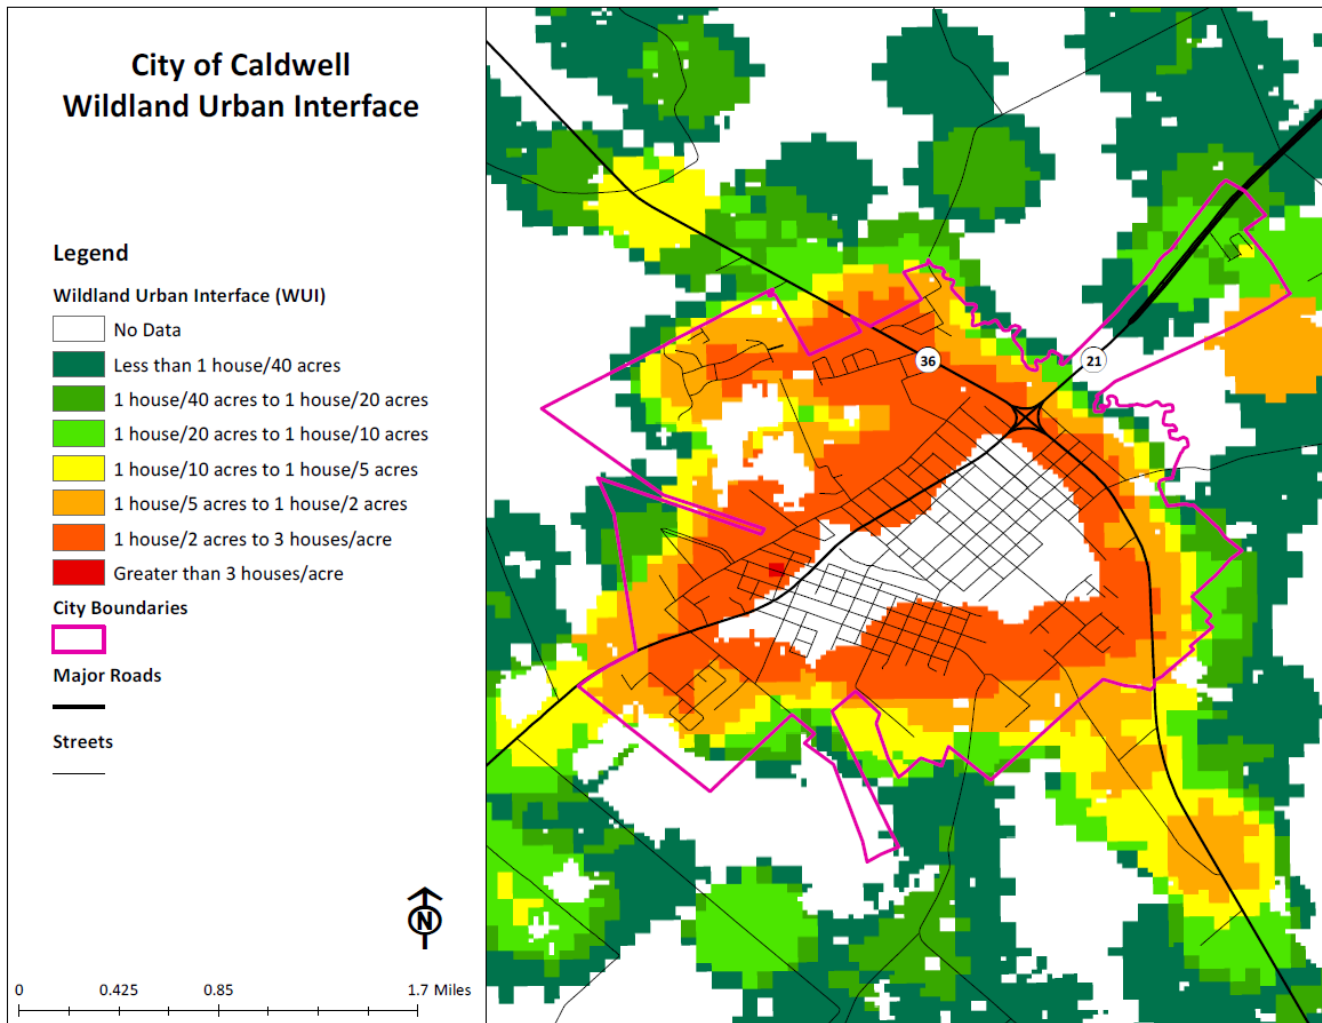 City of Caldwell
Wildland Urban Interface
Legend
Wildland Urban Interface (WUI)
No Data
Less than 1 house/40 acres
1 house/40 acres to 1 house/20 acres
1 house/20 acres to 1 house/10 acres
1 house/10 acres to 1 house/5 acres
1 house/5 acres to 1 house/2 acres
1 house/2 acres to 3 houses/acre
Greater than 3 houses/acre
City Boundaries
Major Roads
Streets
N
0 0.425 0.85 1.7 Miles
36
21